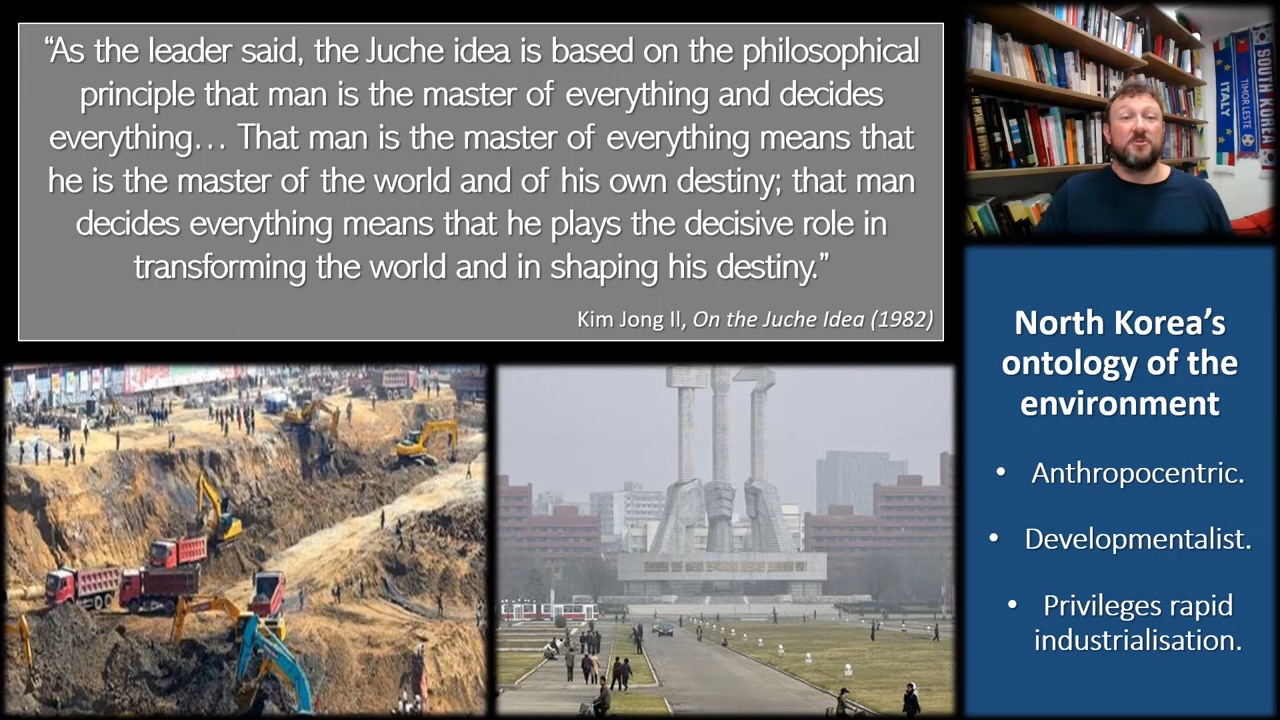 “As the leader said, the Juche idea is based on the philosophical
principle that man is the master of everything and decides
everything… That man is the master of everything means that
he is the master of the world and of his own destiny; that man
decides everything means that he plays the decisive role in
transforming the world and in shaping his destiny.”
Kim Jong Il, On the Juche Idea (1982)
ITALY
TIMOR LESTE
SOUTH KOREA
North Korea’s
ontology of the
environment
• Anthropocentric.
• Developmentalist.
• Privileges rapid
industrialisation.